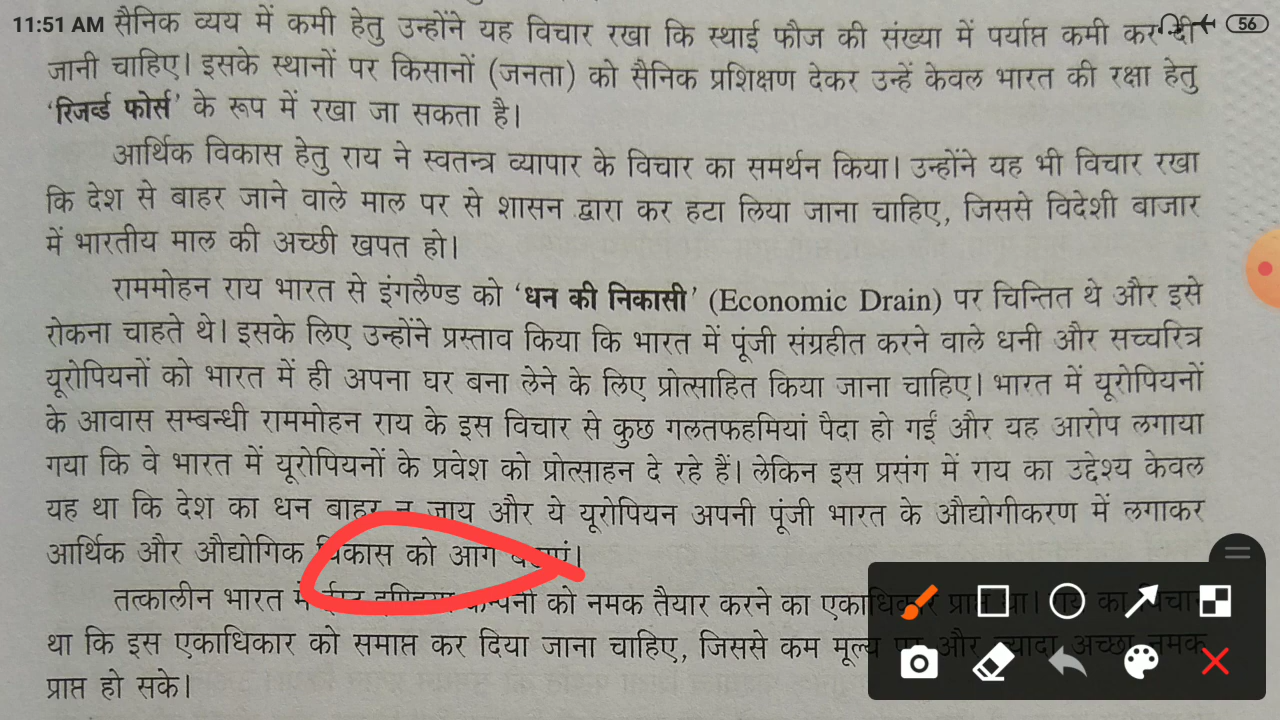 11:51 AM सैनिक व्यय में कमी हेतु उन्होंने यह विचार रखा कि स्थाई फौज की संख्या में पर्याप्त कमी कर दी 56
जानी चाहिए। इसके स्थानों पर किसानों (जनता) को सैनिक प्रशिक्षण देकर उन्हें केवल भारत की रक्षा हेतु
'रिजर्व्ड फोर्स' के रूप में रखा जा सकता है।
आर्थिक विकास हेतु राय ने स्वतन्त्र व्यापार के विचार का समर्थन किया। उन्होंने यह भी विचार रखा
कि देश से बाहर जाने वाले माल पर से शासन द्वारा कर हटा लिया जाना चाहिए, जिससे विदेशी बाजार
में भारतीय माल की अच्छी खपत हो।
राममोहन राय भारत से इंगलैण्ड को 'धन की निकासी' (Economic Drain) पर चिन्तित थे और इसे
रोकना चाहते थे। इसके लिए उन्होंने प्रस्ताव किया कि भारत में पूंजी संग्रहीत करने वाले धनी और सच्चरित्र
यूरोपियनों को भारत में ही अपना घर बना लेने के लिए प्रोत्साहित किया जाना चाहिए। भारत में यूरोपियनों
के आवास सम्बन्धी राममोहन राय के इस विचार से कुछ गलतफहमियां पैदा हो गईं और यह आरोप लगाया
गया कि वे भारत में यूरोपियनों के प्रवेश को प्रोत्साहन दे रहे हैं। लेकिन इस प्रसंग में राय का उद्देश्य केवल
यह था कि देश का धन बाहर न जाय और ये यूरोपियन अपनी पूंजी भारत के औद्योगीकरण में लगाकर
आर्थिक और औद्योगिक विकास को
तत्कालीन भारत में कम्पनी को नमक तैयार करने का एकाधिकार प्राप्त था। राय का विचार
था कि इस एकाधिकार को समाप्त कर दिया जाना चाहिए, जिससे कम मूल्य पर और ज्यादा अच्छा नमक
प्राप्त हो सके।